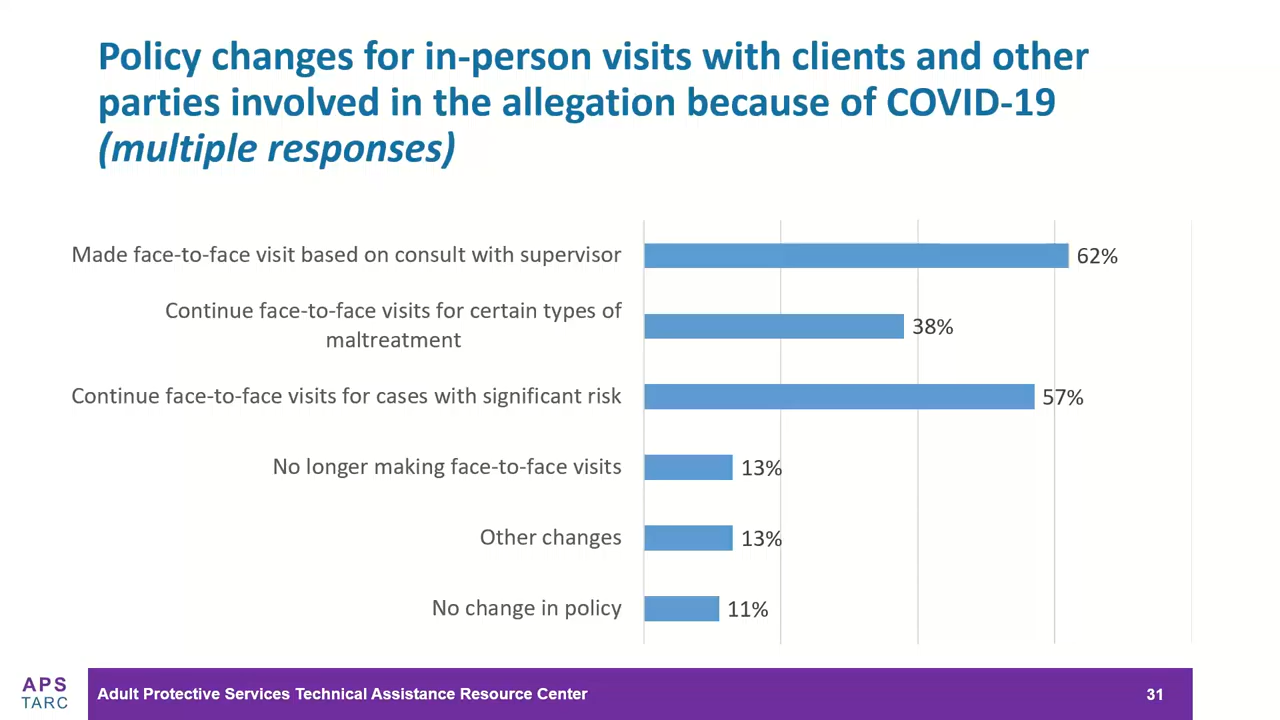 Policy changes for in-person visits with clients and other
parties involved in the allegation because of COVID-19
(multiple responses)
Made face-to-face visit based on consult with supervisor
62%
Continue face-to-face visits for certain types of
maltreatment
38%
Continue face-to-face visits for cases with significant risk
57%
No longer making face-to-face visits
13%
Other changes
13%
No change in policy
11%
APS
TARC
Adult Protective Services Technical Assistance Resource Center
31